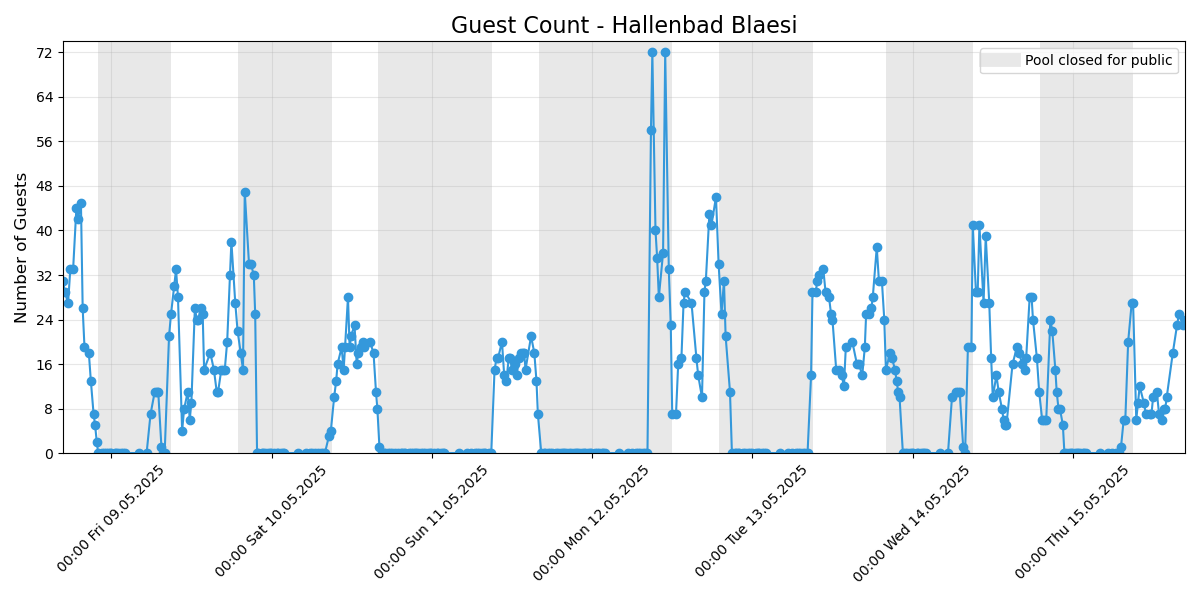 Guest Count - Hallenbad Blaesi
Pool closed for public
Number of Guests
72
64
56
48
40
32
24
16
8
0
00:00 Fri 09.05.2025
00:00 Sat 10.05.2025
00:00 Sun 11.05.2025
00:00 Mon 12.05.2025
00:00 Tue 13.05.2025
00:00 Wed 14.05.2025
00:00 Thu 15.05.2025